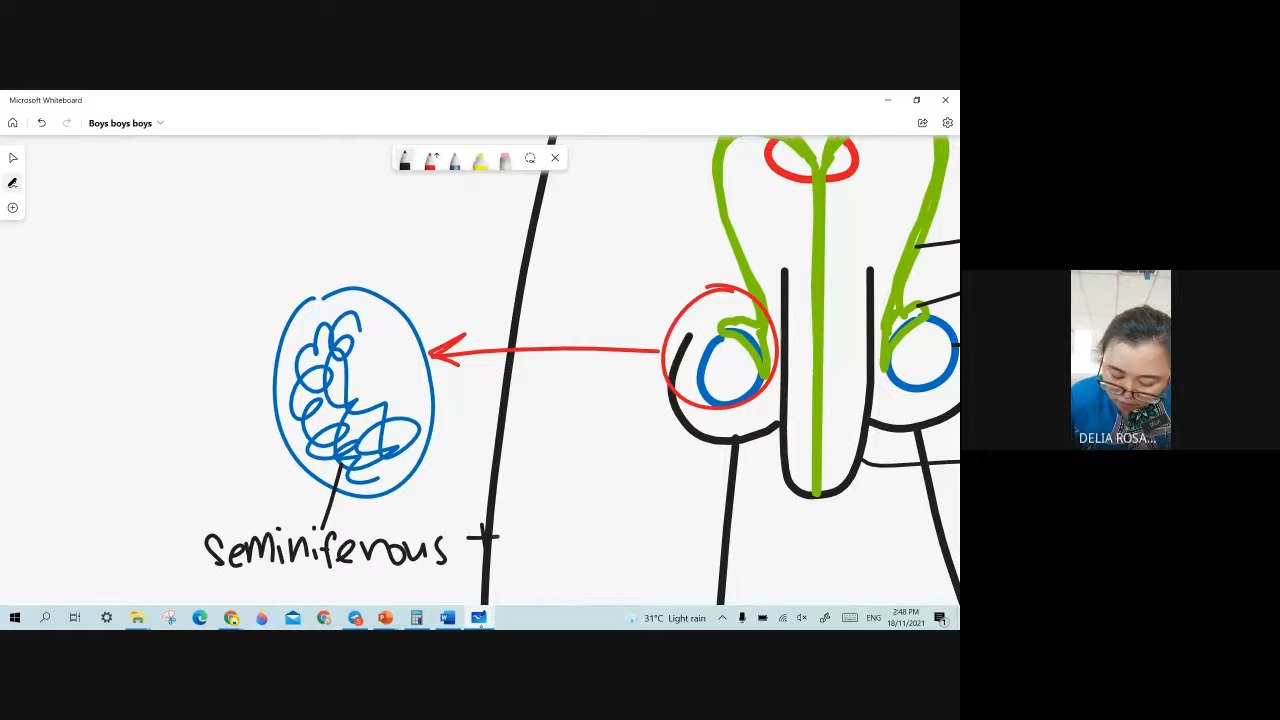 Microsoft Whiteboard
Boys boys boys
seminiferous t
DELIA ROSA...
31°C Light rain
ENG
2:48 PM
18/11/2021